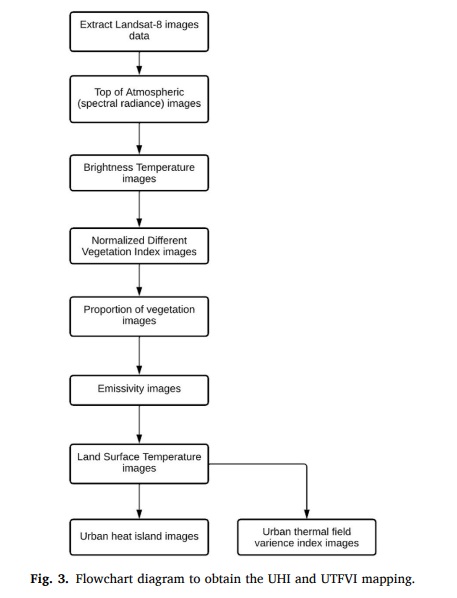 Extract Landsat-8 images
data
Top of Atmospheric
(spectral radiance) images
Brightness Temperature
images
Normalized Different
Vegetation Index images
Proportion of vegetation
images
Emissivity images
Land Surface Temperature
images
Urban heat island images
Urban thermal field
varience index images
Fig. 3. Flowchart diagram to obtain the UHI and UTFVI mapping.